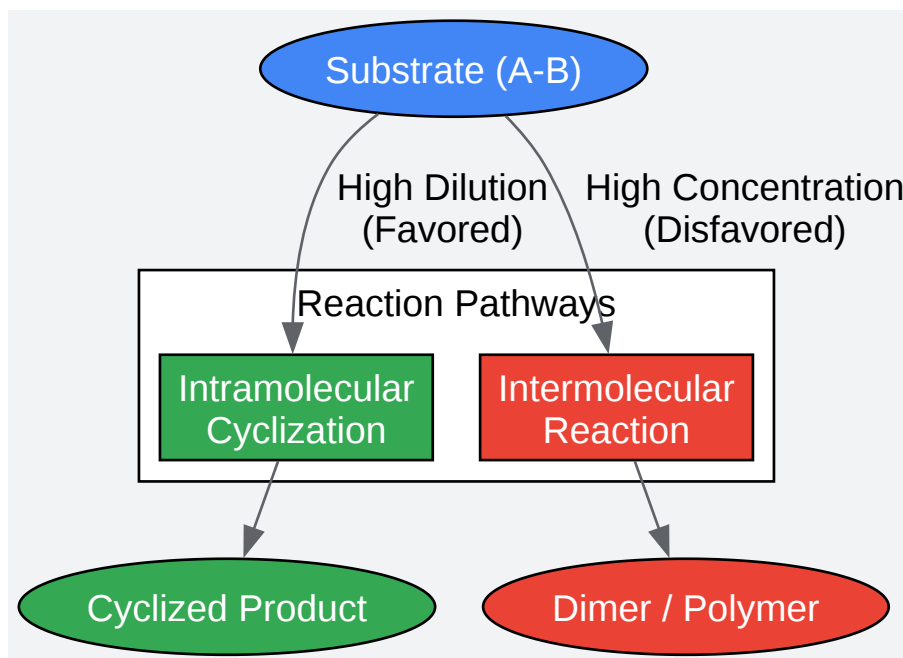 Substrate (A-B)
High Dilution
(Favored)
High Concentration
(Disfavored)
Reaction Pathways
Intramolecular
Cyclization
Intermolecular
Reaction
Cyclized Product
Dimer / Polymer